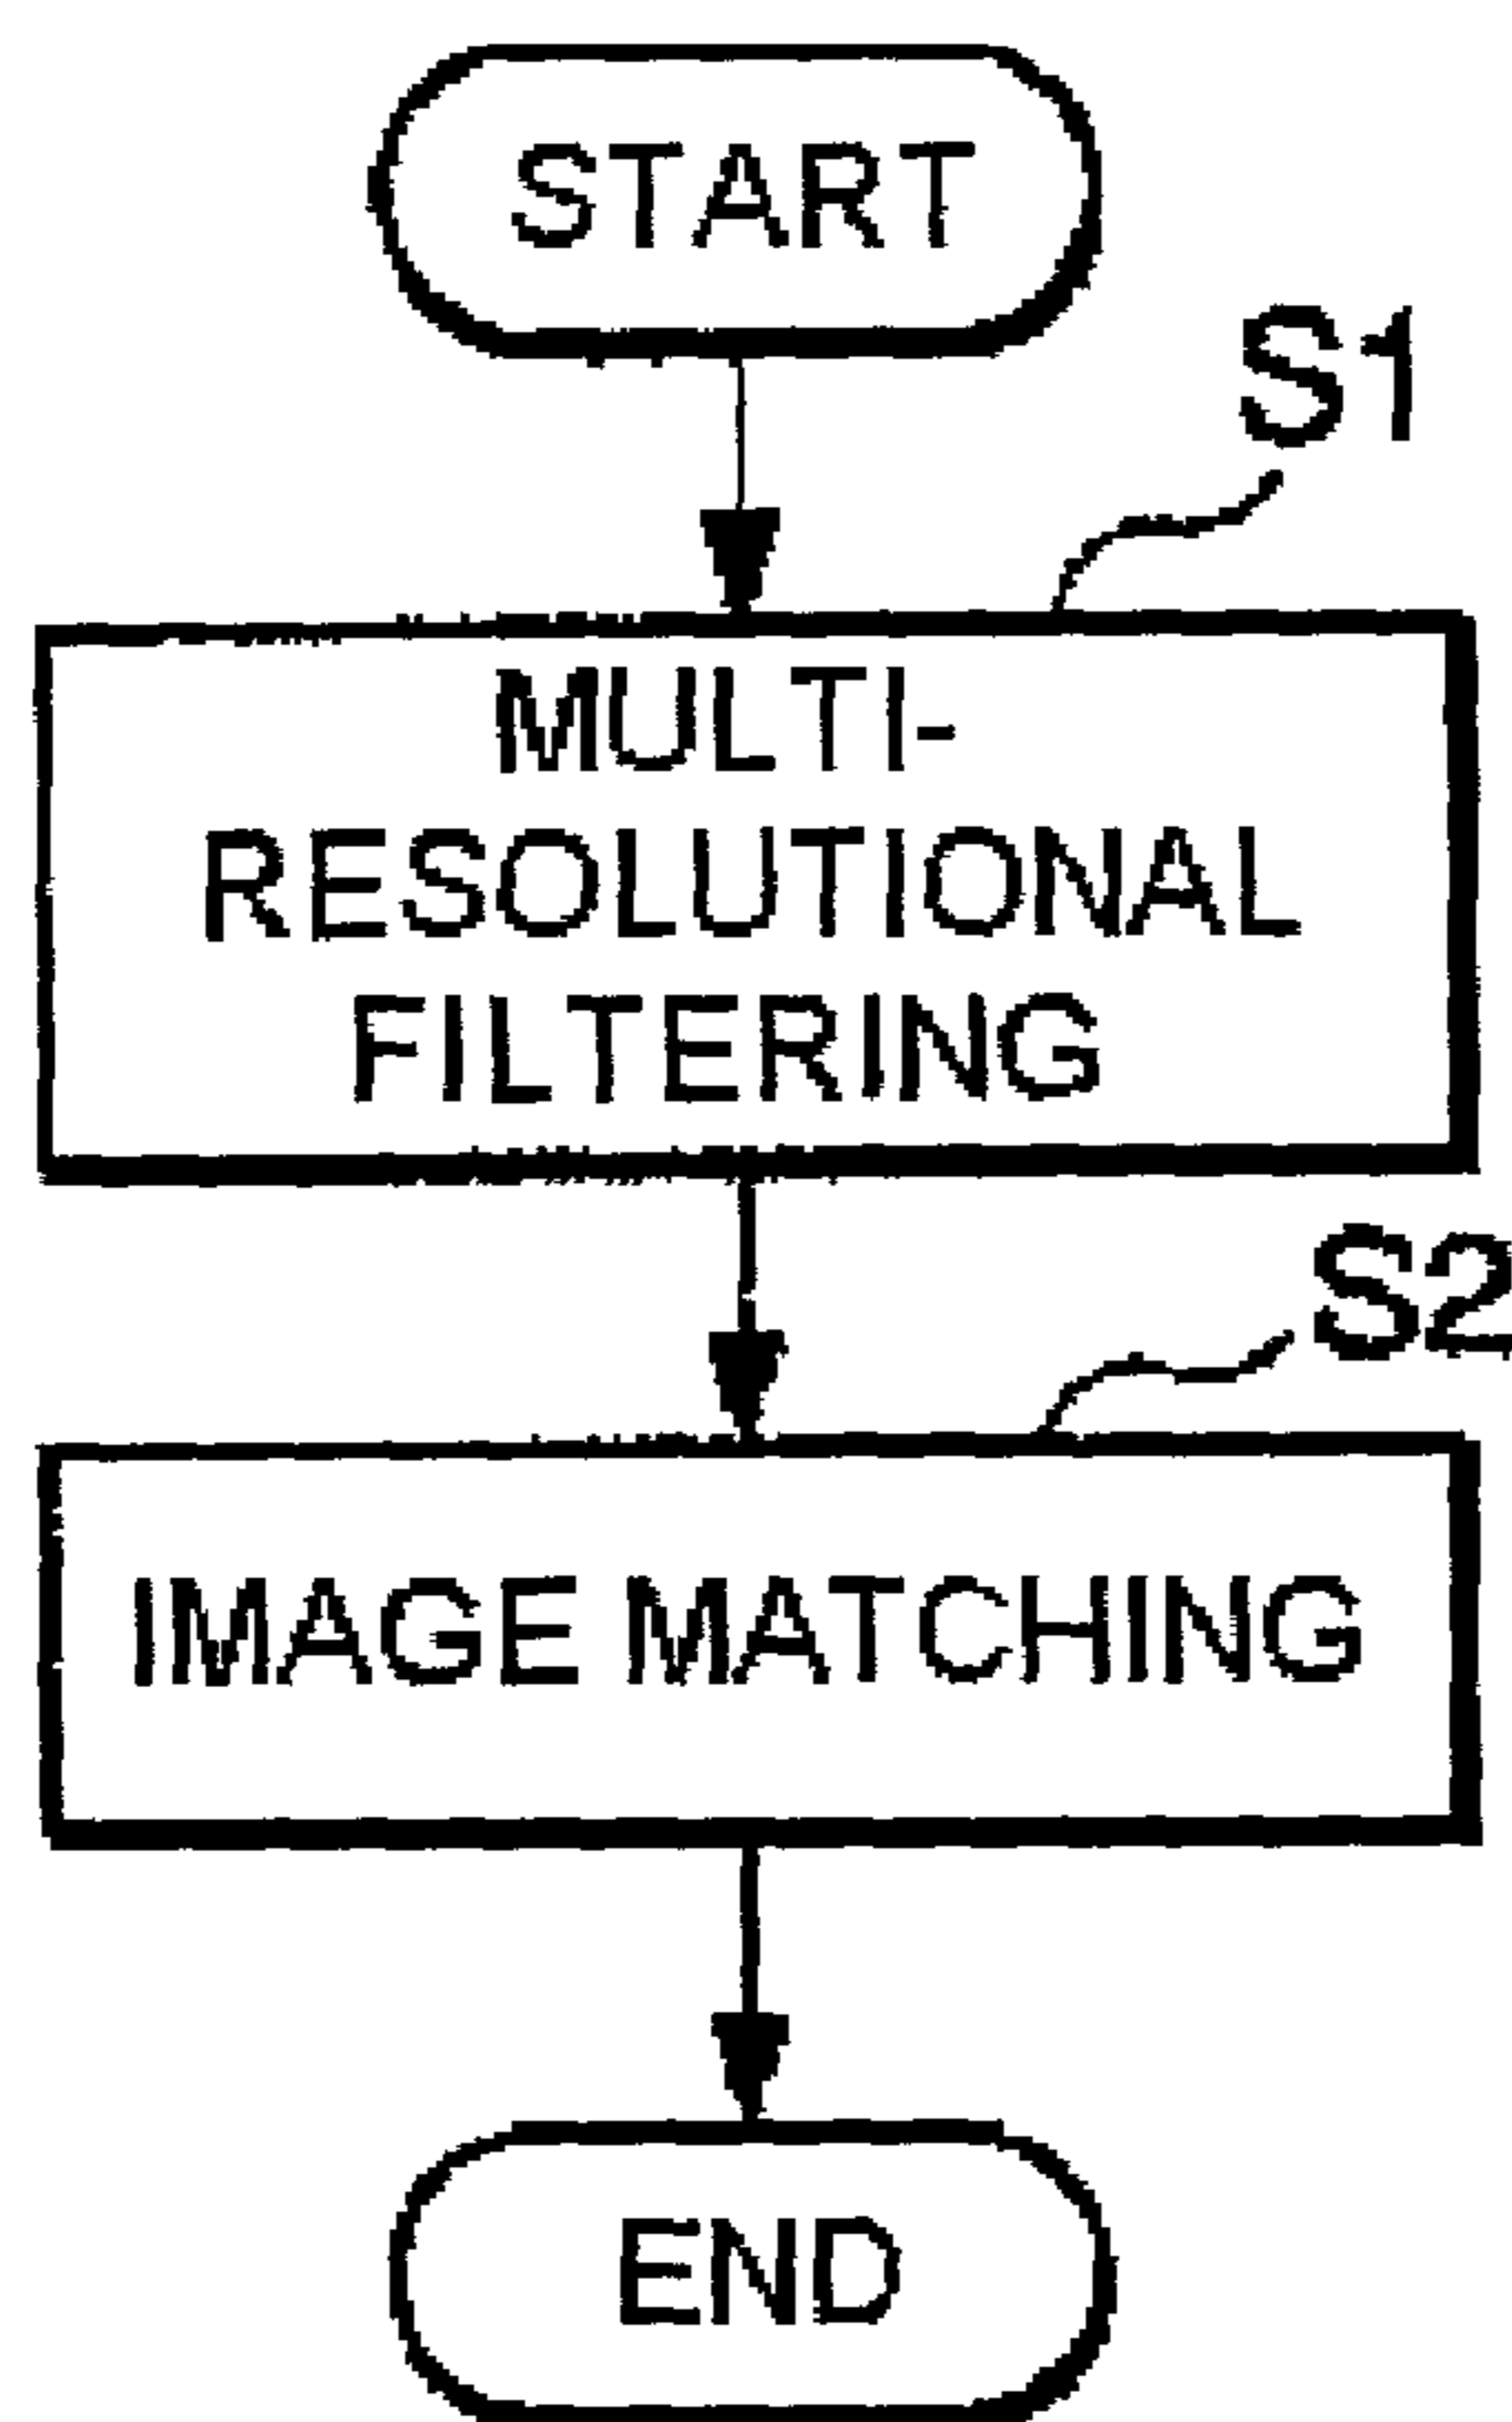 START
S1
MULTI-
RESOLUTIONAL
FILTERING
S2
IMAGE MATCHING
END